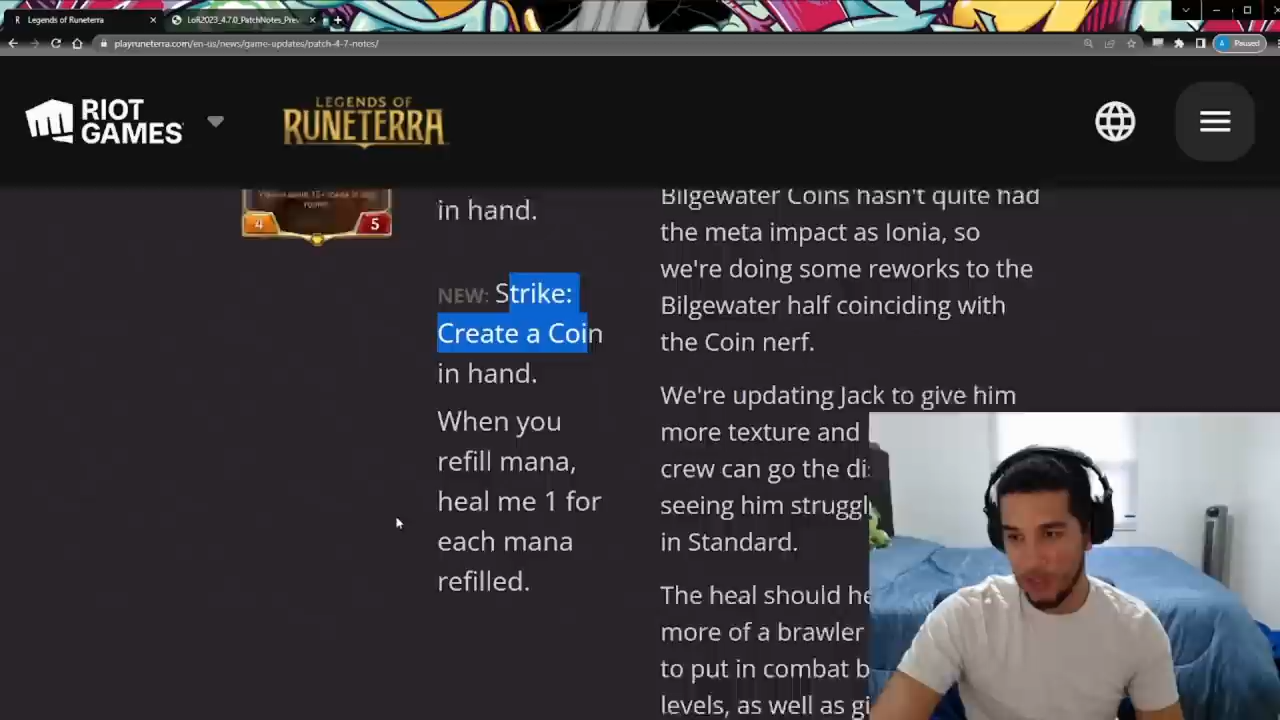 Legends of Runeterra
LoR2023_4.7.0_PatchNotes_Prev
playruneterra.com/en-us/news/game-updates/patch-4-7-notes/
A Paused
RIOT GAMES
LEGENDS OF RUNETERRA
4 5
in hand.
NEW: Strike:
Create a Coin
in hand.
When you
refill mana,
heal me 1 for
each mana
refilled.
Bilgewater Coins hasn't quite had
the meta impact as Ionia, so
we're doing some reworks to the
Bilgewater half coinciding with
the Coin nerf.
We're updating Jack to give him
more texture and
crew can go the di
seeing him struggl
in Standard.
The heal should he
more of a brawler
to put in combat b
levels, as well as gi